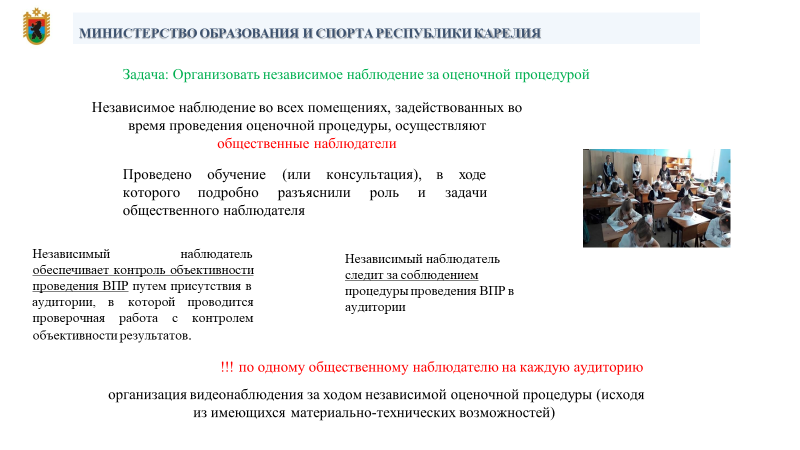 МИНИСТЕРСТВО ОБРАЗОВАНИЯ И СПОРТА РЕСПУБЛИКИ КАРЕЛИЯ
Задача: Организовать независимое наблюдение за оценочной процедурой
Независимое наблюдение во всех помещениях, задействованных во
время проведения оценочной процедуры, осуществляют
общественные наблюдатели
Проведено обучение (или консультация), в ходе
которого подробно разъяснили роль и задачи
общественного наблюдателя
Независимый наблюдатель
обеспечивает контроль объективности
проведения ВПР путем присутствия в
аудитории, в которой проводится
проверочная работа с контролем
объективности результатов.
Независимый наблюдатель
следит за соблюдением
процедуры проведения ВПР в
аудитории
!!! по одному общественному наблюдателю на каждую аудиторию
организация видеонаблюдения за ходом независимой оценочной процедуры (исходя
из имеющихся материально-технических возможностей)